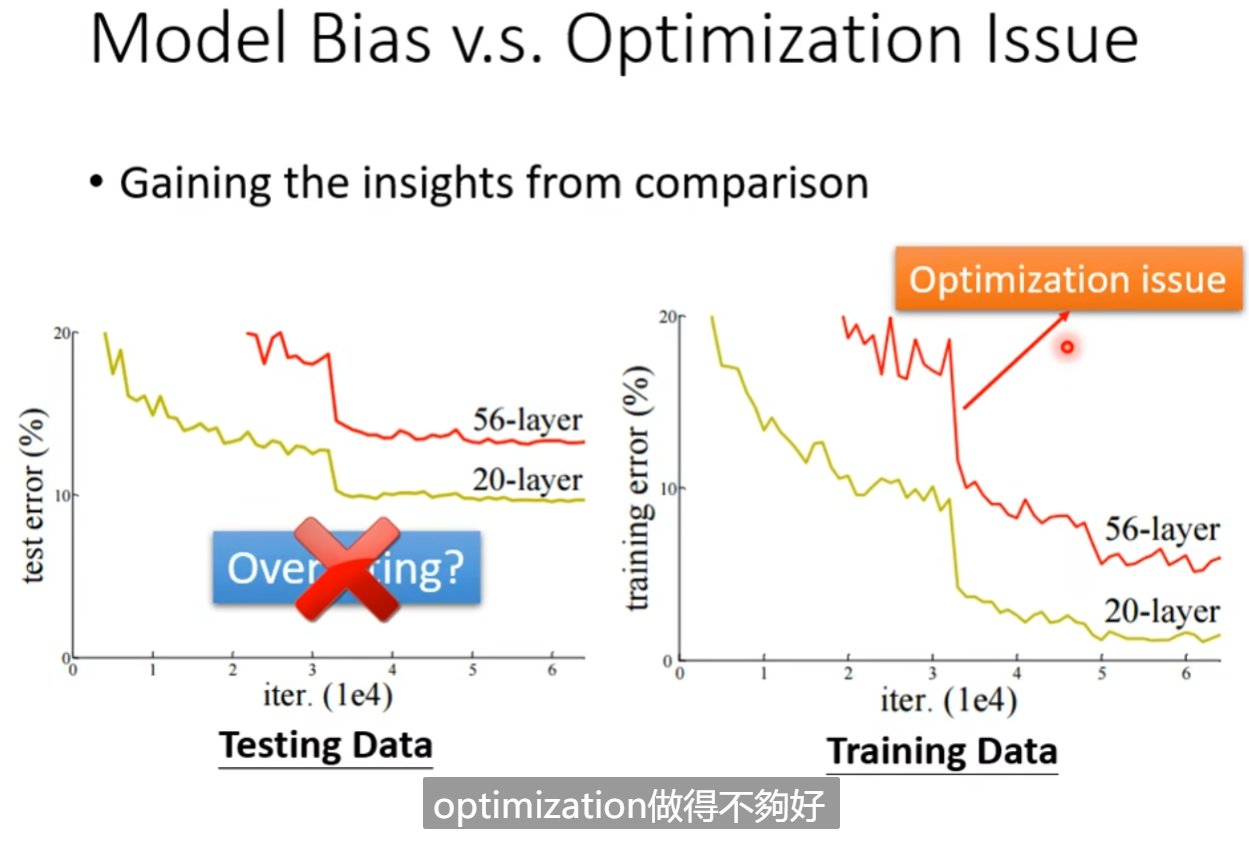 Model Bias v.s. Optimization Issue
• Gaining the insights from comparison
Optimization issue
20
10
0
test error (%)
56-layer
20-layer
Over ing?
0 1 2 3 4 5 6
iter. (1e4)
Testing Data
20
10
0
training error (%)
56-layer
20-layer
0 1 2 3 4 5 6
iter. (1e4)
Training Data
optimization做得不夠好